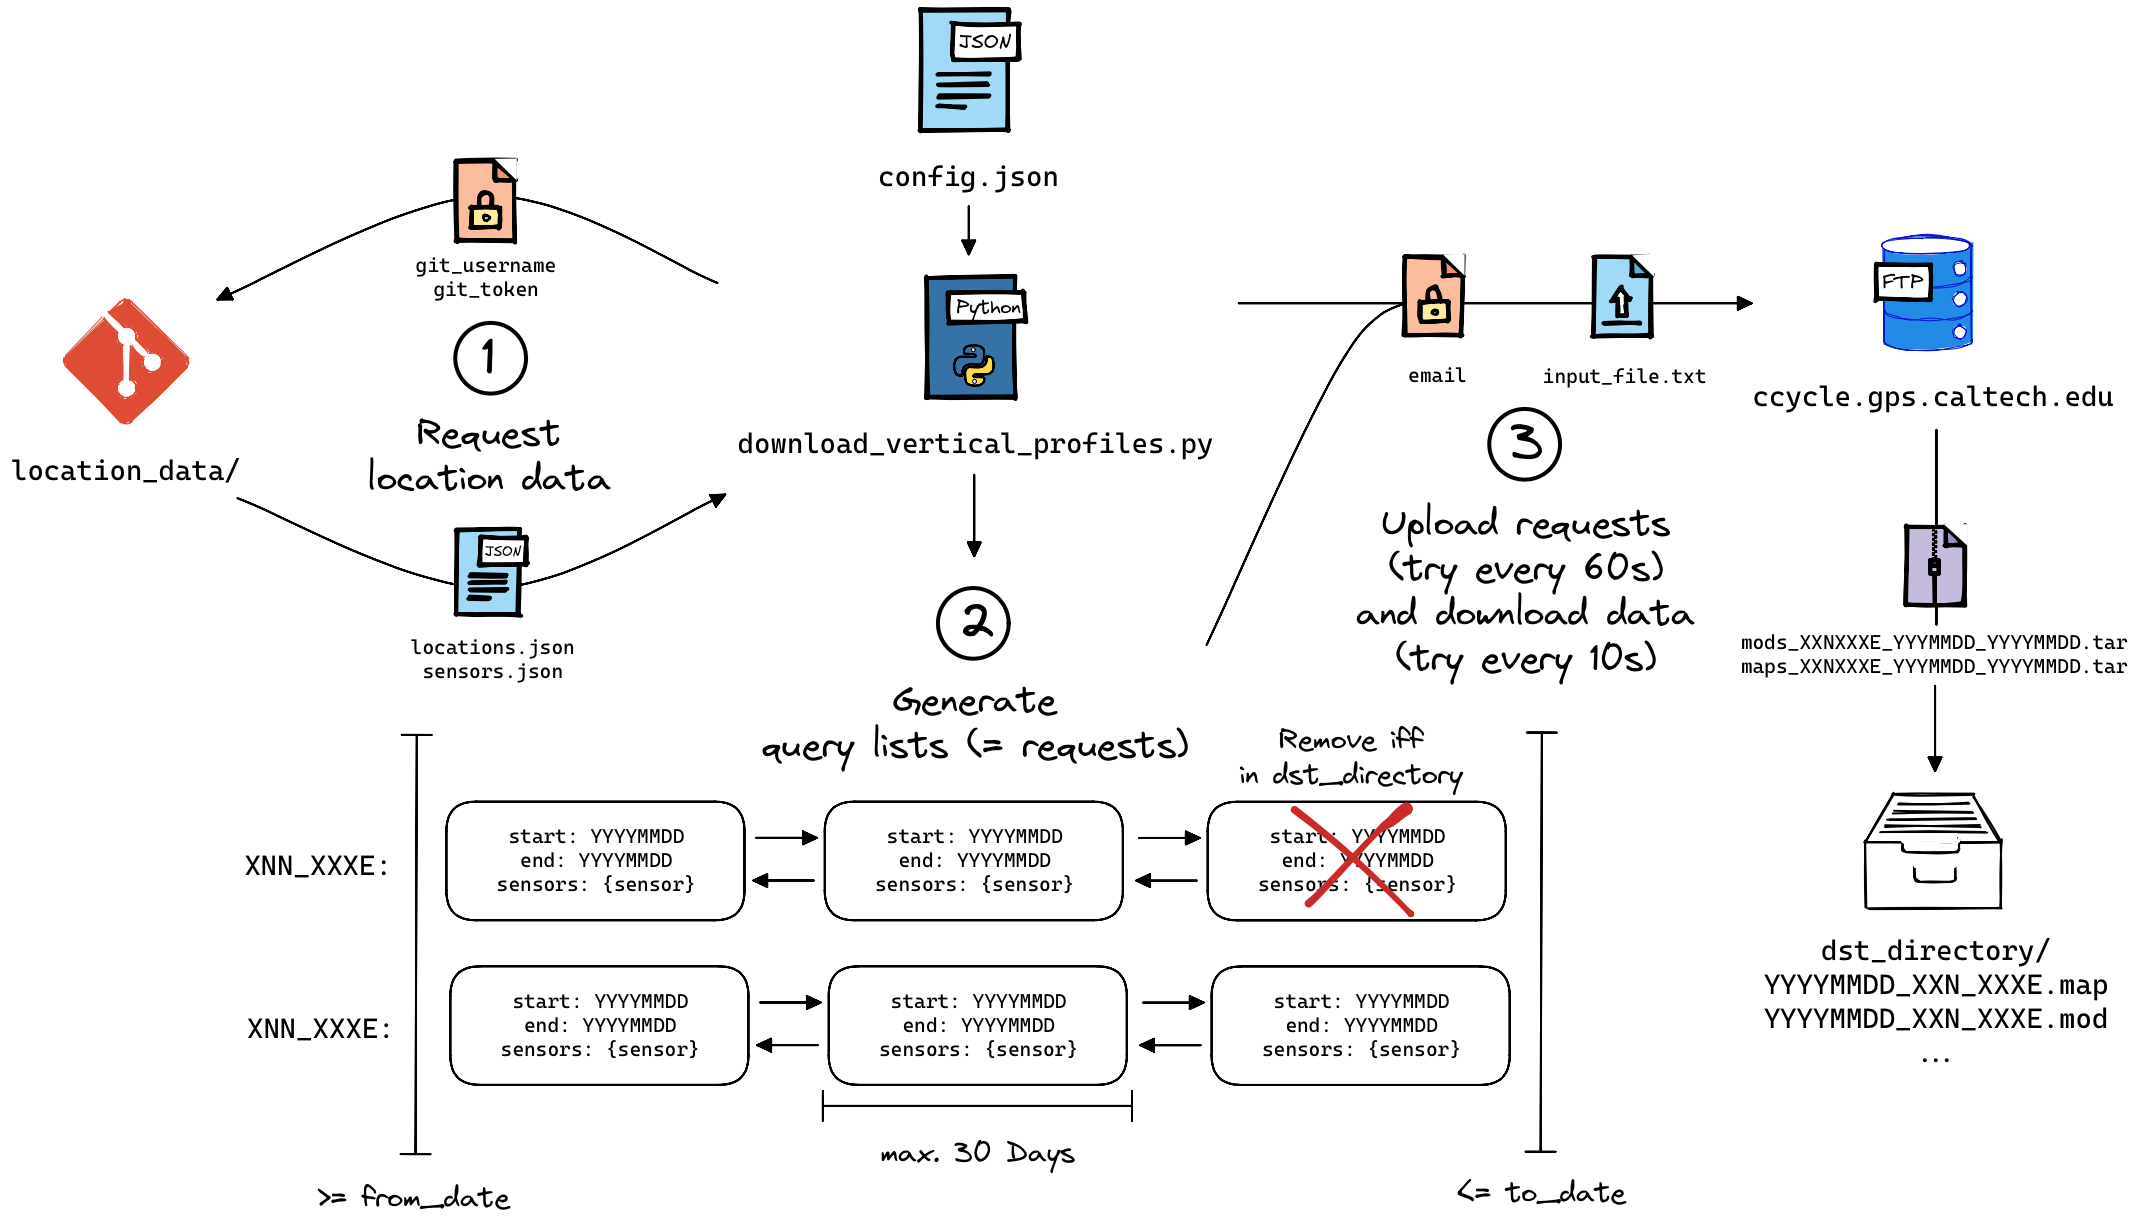 JSON
config.json
git_username
git_token
1
Request
location data
location_data/
JSON
locations.json
sensors.json
Python
download_vertical_profiles.py
2
Generate
query lists (= requests)
email
input_file.txt
3
Upload requests
(try every 60s)
and download data
(try every 10s)
FTP
ccycle.gps.caltech.edu
mods_XXNXXXE_YYYMMDD_YYYYMMDD.tar
maps_XXNXXXE_YYYMMDD_YYYYMMDD.tar
dst_directory/
YYYYMMDD_XXN_XXXE.map
YYYYMMDD_XXN_XXXE.mod
...
Remove iff
in dst_directory
XNN_XXXE:
start: YYYYMMDD
end: YYYYMMDD
sensors: {sensor}
start: YYYYMMDD
end: YYYYMMDD
sensors: {sensor}
start: YYYYMMDD
end: YYYYMMDD
sensors: {sensor}
XNN_XXXE:
start: YYYYMMDD
end: YYYYMMDD
sensors: {sensor}
start: YYYYMMDD
end: YYYYMMDD
sensors: {sensor}
start: YYYYMMDD
end: YYYYMMDD
sensors: {sensor}
max. 30 Days
>= from_date
<= to_date